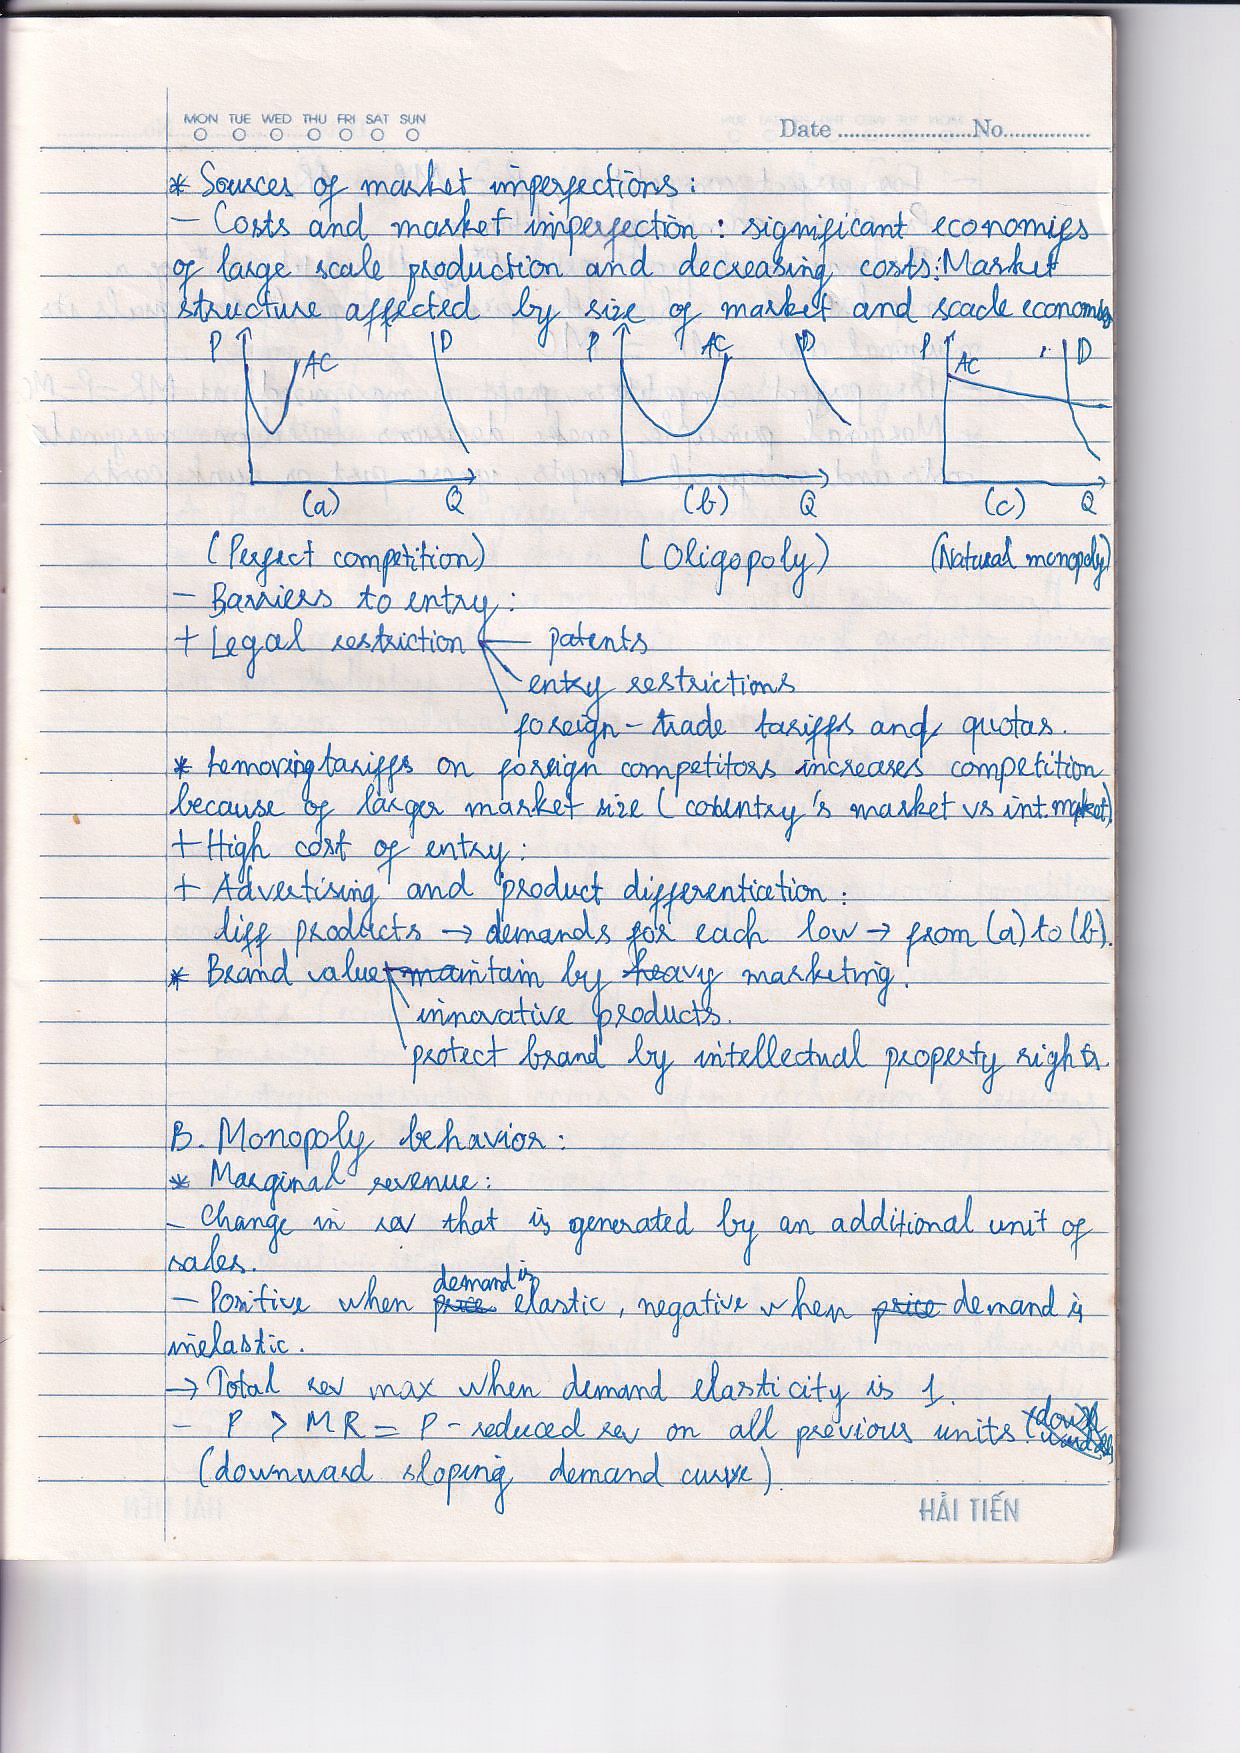 MON TUE WED THU FRI SAT SUN
Date ...................... No...............
* Sources of market imperfections :
- Costs and market imperfection : significant economies
of large scale production and decreasing costs: Market
structure affected by size of market and scade economies
P AC D P AC D P AC D
(a) Q (b) Q (c) Q
(Perfect competition) (Oligopoly) (Natural monopoly)
- Barriers to entry :
+ Legal restriction - patents
entry restrictions
foreign - trade tariffs and quotas.
* Removing tariffs on foreign competitors increases competition
because of larger market size ( country's market vs int. market).
+ High cost of entry :
+ Advertising and product differentication :
diff products → demands for each low → from (a) to (b).
* Brand value maintain by heavy marketing.
innovative products.
protect brand by intellectual property rights.
B. Monopoly behavior :
* Marginal revenue :
- Change in rev that is generated by an additional unit of
sales.
demand is
- Positive when price elastic, negative when price demand is
inelastic.
→ Total rev max when demand elasticity is 1.
- P > MR = P - reduced rev on all previous units.
(downward sloping demand curve)
HẢI TIẾN